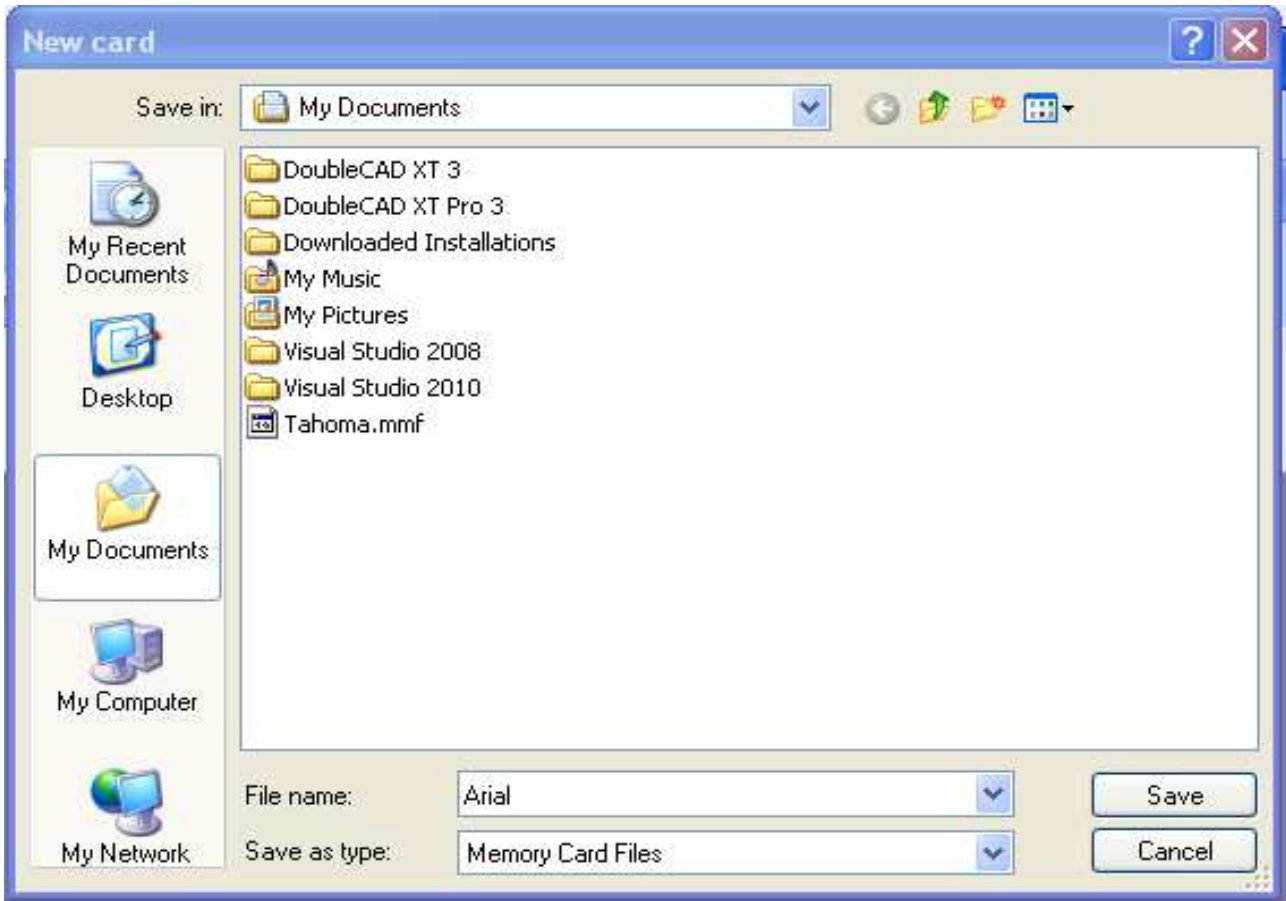 New card
Save in:
My Documents
My Recent
Documents
Desktop
My Documents
My Computer
My Network
DoubleCAD XT 3
DoubleCAD XT Pro 3
Downloaded Installations
My Music
My Pictures
Visual Studio 2008
Visual Studio 2010
Tahoma.mmf
File name:
Arial
Save
Save as type:
Memory Card Files
Cancel